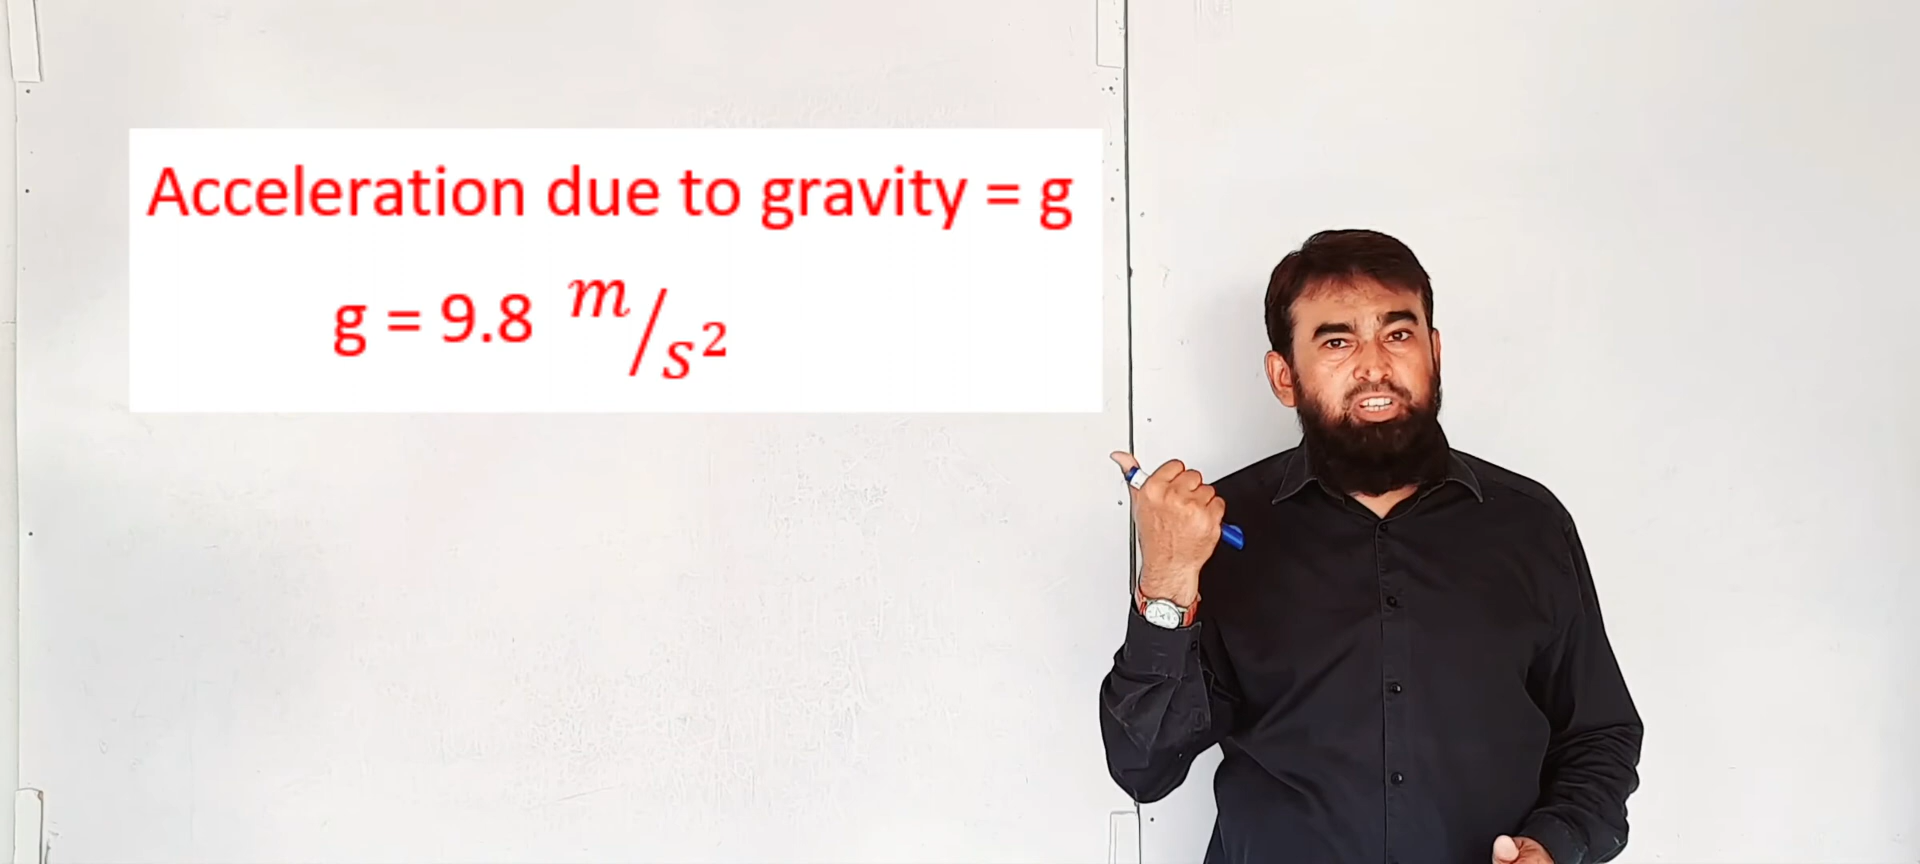 Acceleration due to gravity = g
g = 9.8 m/s²